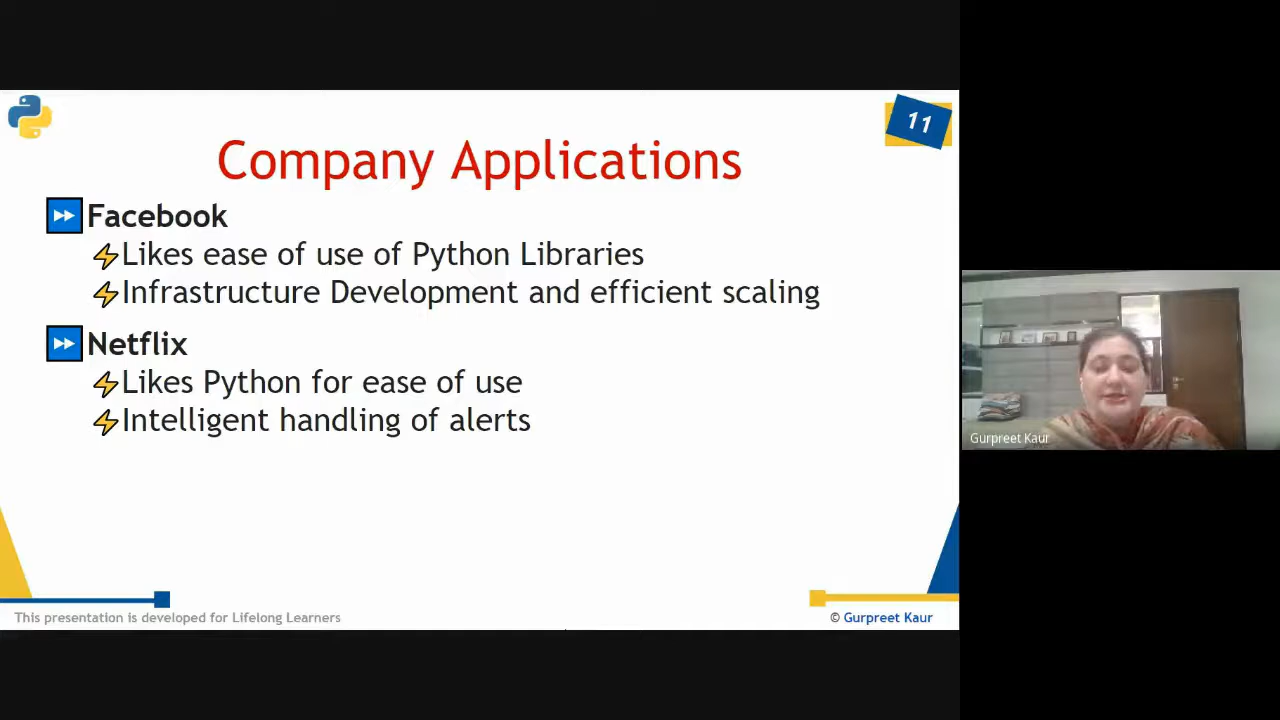 11
Company Applications
Facebook
Likes ease of use of Python Libraries
Infrastructure Development and efficient scaling
Netflix
Likes Python for ease of use
Intelligent handling of alerts
This presentation is developed for Lifelong Learners
© Gurpreet Kaur
Gurpreet Kaur